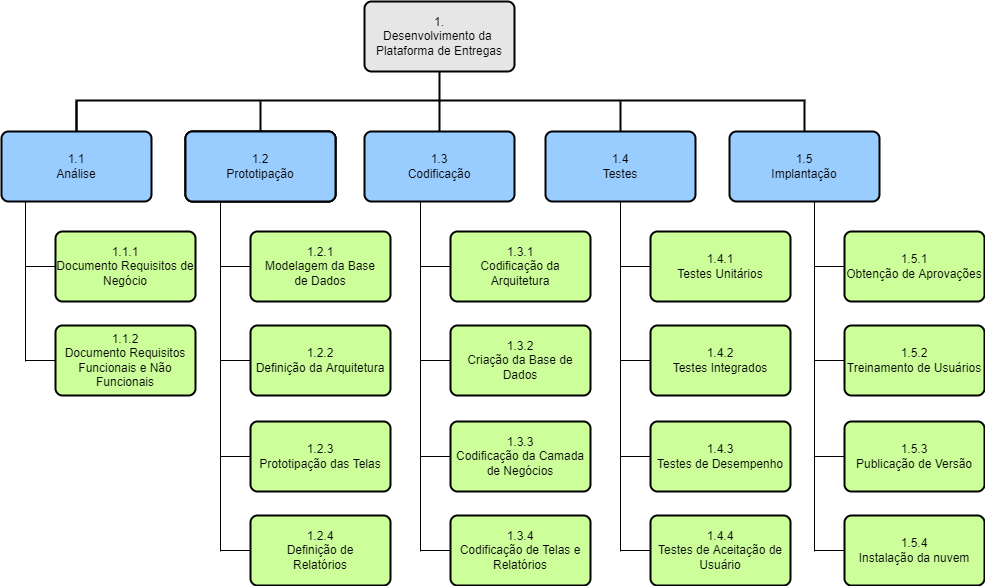 1.
Desenvolvimento da
Plataforma de Entregas
1.1
Análise
1.2
Prototipação
1.3
Codificação
1.4
Testes
1.5
Implantação
1.1.1
Documento Requisitos de
Negócio
1.2.1
Modelagem da Base
de Dados
1.3.1
Codificação da
Arquitetura
1.4.1
Testes Unitários
1.5.1
Obtenção de Aprovações
1.1.2
Documento Requisitos
Funcionais e Não
Funcionais
1.2.2
Definição da Arquitetura
1.3.2
Criação da Base de
Dados
1.4.2
Testes Integrados
1.5.2
Treinamento de Usuários
1.2.3
Prototipação das Telas
1.3.3
Codificação da Camada
de Negócios
1.4.3
Testes de Desempenho
1.5.3
Publicação de Versão
1.2.4
Definição de
Relatórios
1.3.4
Codificação de Telas e
Relatórios
1.4.4
Testes de Aceitação de
Usuário
1.5.4
Instalação da nuvem